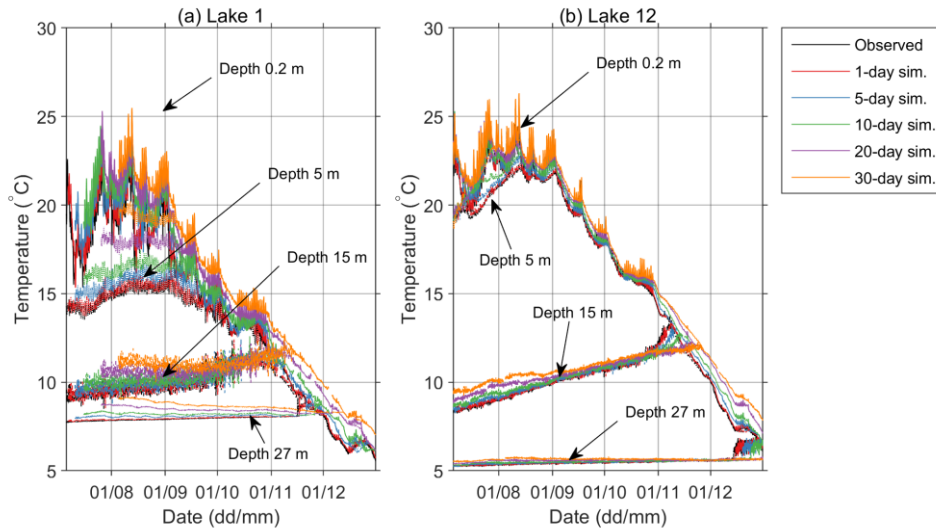 (a) Lake 1
(b) Lake 12
30
25
20
15
10
5
Temperature (°C)
Depth 0.2 m
Depth 5 m
Depth 15 m
Depth 27 m
01/08
01/09
01/10
01/11
01/12
Date (dd/mm)
30
25
20
15
10
5
Temperature (°C)
Depth 0.2 m
Depth 5 m
Depth 15 m
Depth 27 m
01/08
01/09
01/10
01/11
01/12
Date (dd/mm)
Observed
1-day sim.
5-day sim.
10-day sim.
20-day sim.
30-day sim.